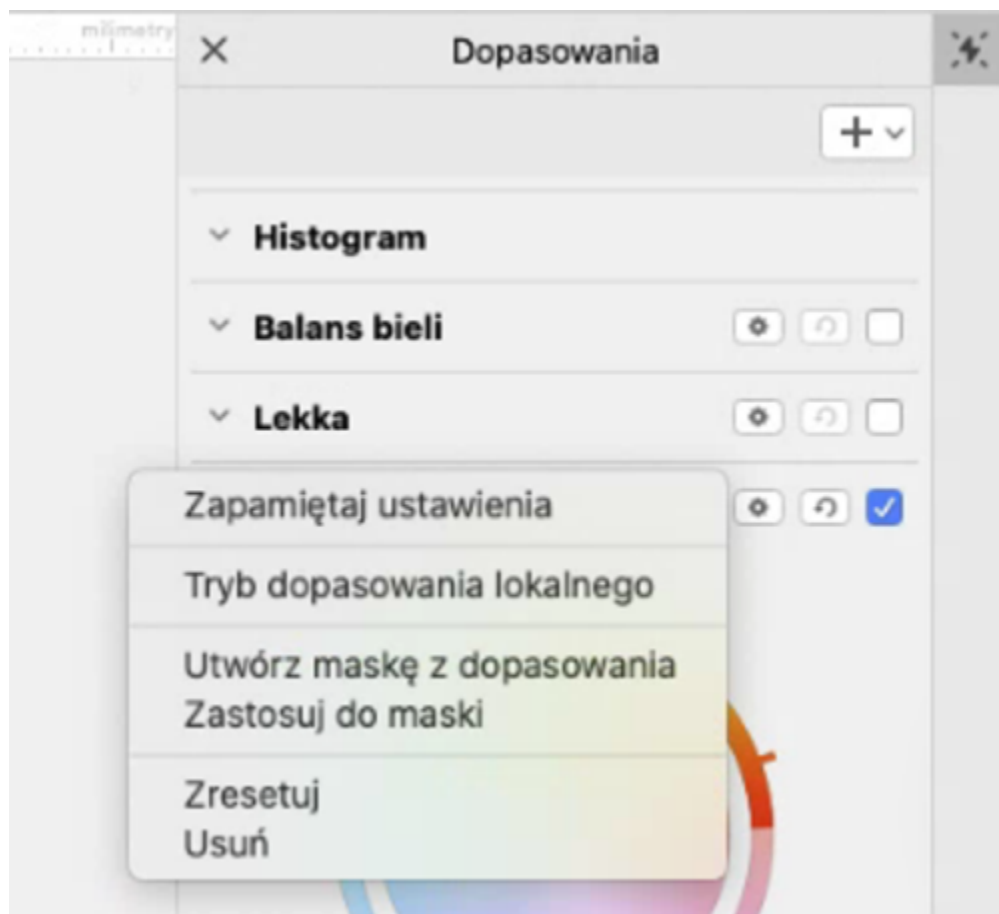 milimetry
Dopasowania
Histogram
Balans bieli
Lekka
Zapamiętaj ustawienia
Tryb dopasowania lokalnego
Utwórz maskę z dopasowania
Zastosuj do maski
Zresetuj
Usuń